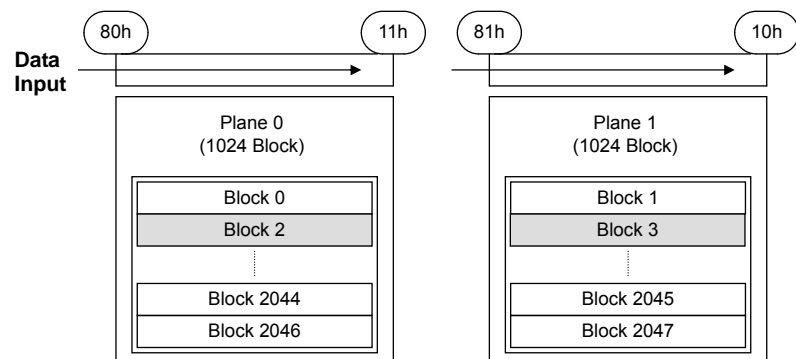 80h
11h
81h
10h
Data
Input
Plane 0
(1024 Block)
Plane 1
(1024 Block)
Block 0
Block 2
Block 2044
Block 2046
Block 1
Block 3
Block 2045
Block 2047